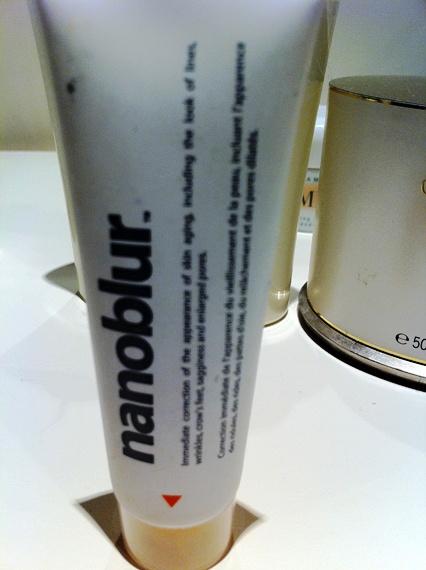 nanoblur.™
Immediate correction of the appearance of skin aging, including the look of lines,
wrinkles, crow's feet, sagginess and enlarged pores.
Correction immédiate de l'apparence du vieillissement de la peau, incluant l'apparence
des ridules, des rides, des pattes d'oie, du relâchement et des pores dilatés.
M
℮ 50